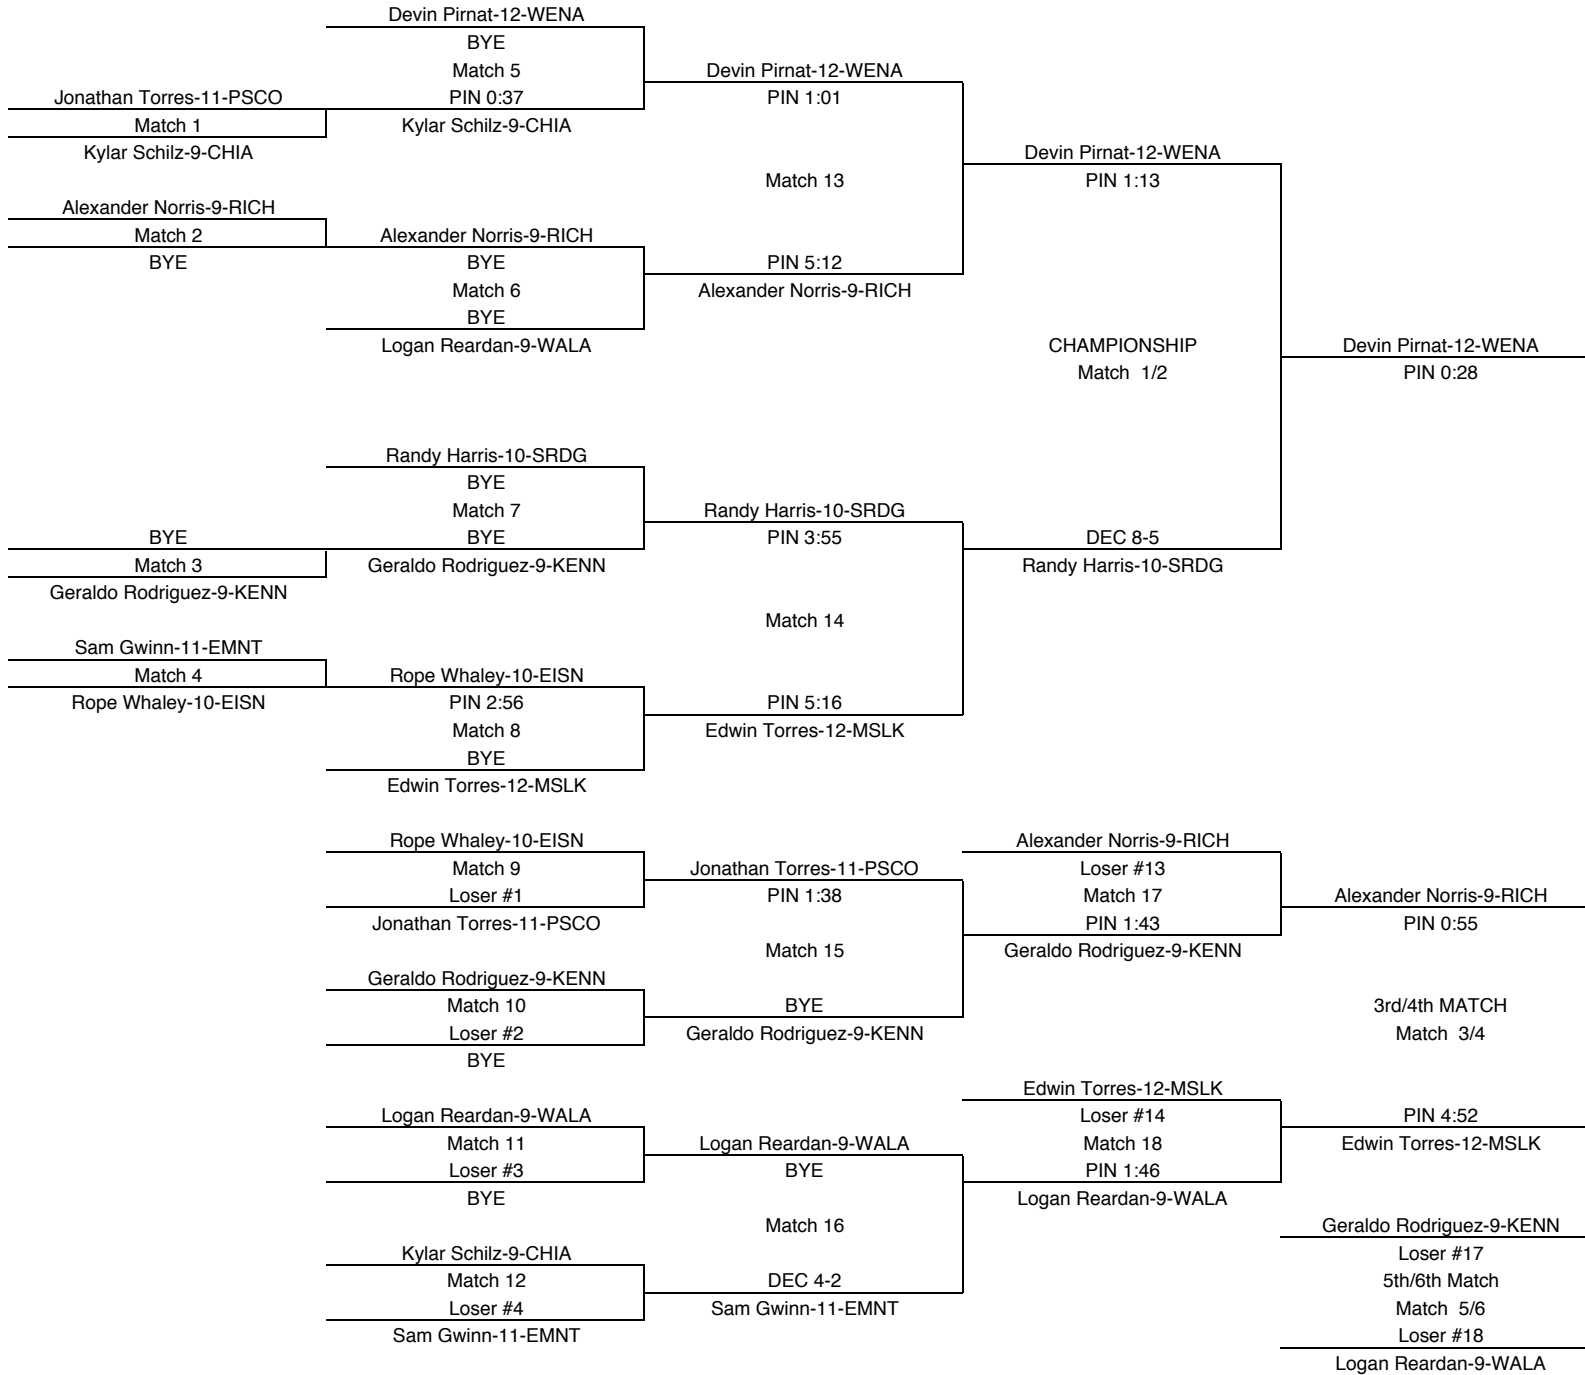 Devin Pirnat-12-WENA
BYE
Match 5
PIN 0:37
Kylar Schilz-9-CHIA
Jonathan Torres-11-PSCO
Match 1
Kylar Schilz-9-CHIA
Devin Pirnat-12-WENA
PIN 1:01
Match 13
PIN 5:12
Alexander Norris-9-RICH
Alexander Norris-9-RICH
Match 2
BYE
Alexander Norris-9-RICH
BYE
Match 6
BYE
Logan Reardan-9-WALA
Devin Pirnat-12-WENA
PIN 1:13
CHAMPIONSHIP
Match 1/2
DEC 8-5
Randy Harris-10-SRDG
Devin Pirnat-12-WENA
PIN 0:28
Randy Harris-10-SRDG
BYE
Match 7
BYE
Geraldo Rodriguez-9-KENN
BYE
Match 3
Geraldo Rodriguez-9-KENN
Randy Harris-10-SRDG
PIN 3:55
Match 14
PIN 5:16
Edwin Torres-12-MSLK
Sam Gwinn-11-EMNT
Match 4
Rope Whaley-10-EISN
Rope Whaley-10-EISN
PIN 2:56
Match 8
BYE
Edwin Torres-12-MSLK
Rope Whaley-10-EISN
Match 9
Loser #1
Jonathan Torres-11-PSCO
Jonathan Torres-11-PSCO
PIN 1:38
Match 15
BYE
Geraldo Rodriguez-9-KENN
Geraldo Rodriguez-9-KENN
Match 10
Loser #2
BYE
Alexander Norris-9-RICH
Loser #13
Match 17
PIN 1:43
Geraldo Rodriguez-9-KENN
Alexander Norris-9-RICH
PIN 0:55
3rd/4th MATCH
Match 3/4
PIN 4:52
Edwin Torres-12-MSLK
Logan Reardan-9-WALA
Match 11
Loser #3
BYE
Logan Reardan-9-WALA
BYE
Match 16
DEC 4-2
Sam Gwinn-11-EMNT
Kylar Schilz-9-CHIA
Match 12
Loser #4
Sam Gwinn-11-EMNT
Edwin Torres-12-MSLK
Loser #14
Match 18
PIN 1:46
Logan Reardan-9-WALA
Geraldo Rodriguez-9-KENN
Loser #17
5th/6th Match
Match 5/6
Loser #18
Logan Reardan-9-WALA